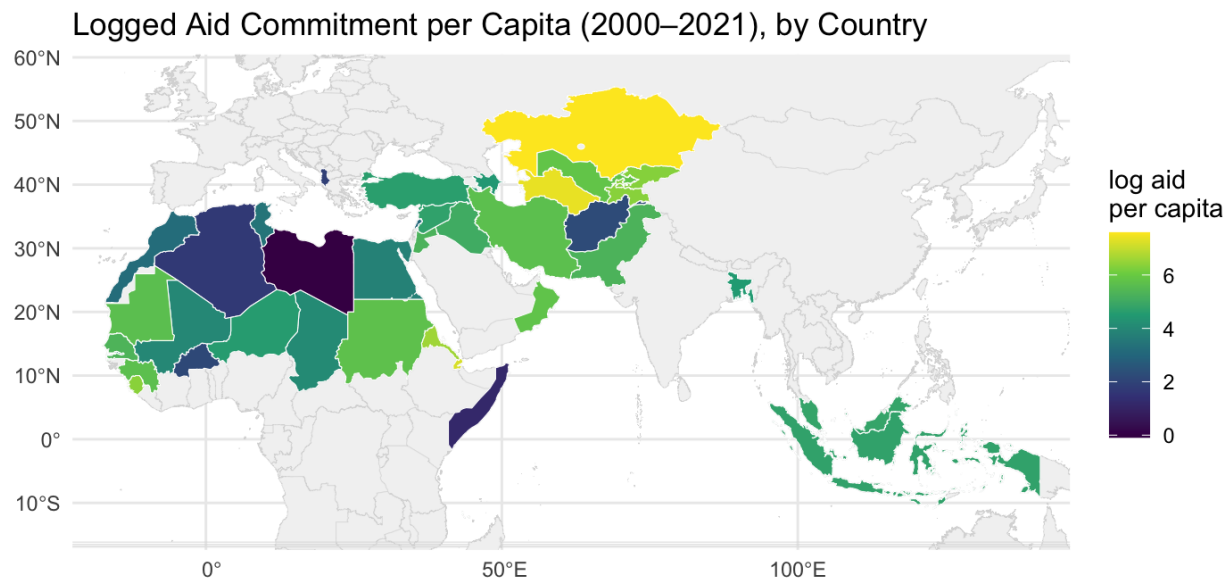 Logged Aid Commitment per Capita (2000–2021), by Country
60°N
50°N
40°N
30°N
20°N
10°N
0°
10°S
0°
50°E
100°E
log aid
per capita
6
4
2
0